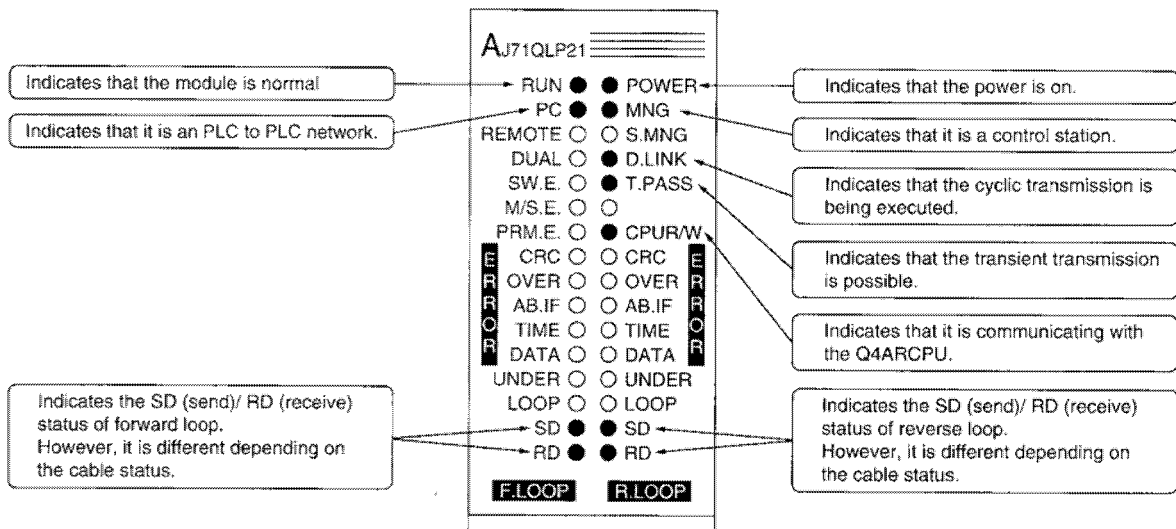 AJ71QLP21
Indicates that the module is normal
Indicates that it is an PLC to PLC network.
RUN POWER
PC MNG
REMOTE S.MNG
DUAL D.LINK
SW.E. T.PASS
M/S.E.
PRM.E. CPUR/W
CRC CRC
OVER OVER
AB.IF AB.IF
TIME TIME
DATA DATA
UNDER UNDER
LOOP LOOP
SD SD
RD RD
ERROR
ERROR
F.LOOP R.LOOP
Indicates the SD (send)/ RD (receive)
status of forward loop.
However, it is different depending on
the cable status.
Indicates that the power is on.
Indicates that it is a control station.
Indicates that the cyclic transmission is
being executed.
Indicates that the transient transmission
is possible.
Indicates that it is communicating with
the Q4ARCPU.
Indicates the SD (send)/ RD (receive)
status of reverse loop.
However, it is different depending on
the cable status.